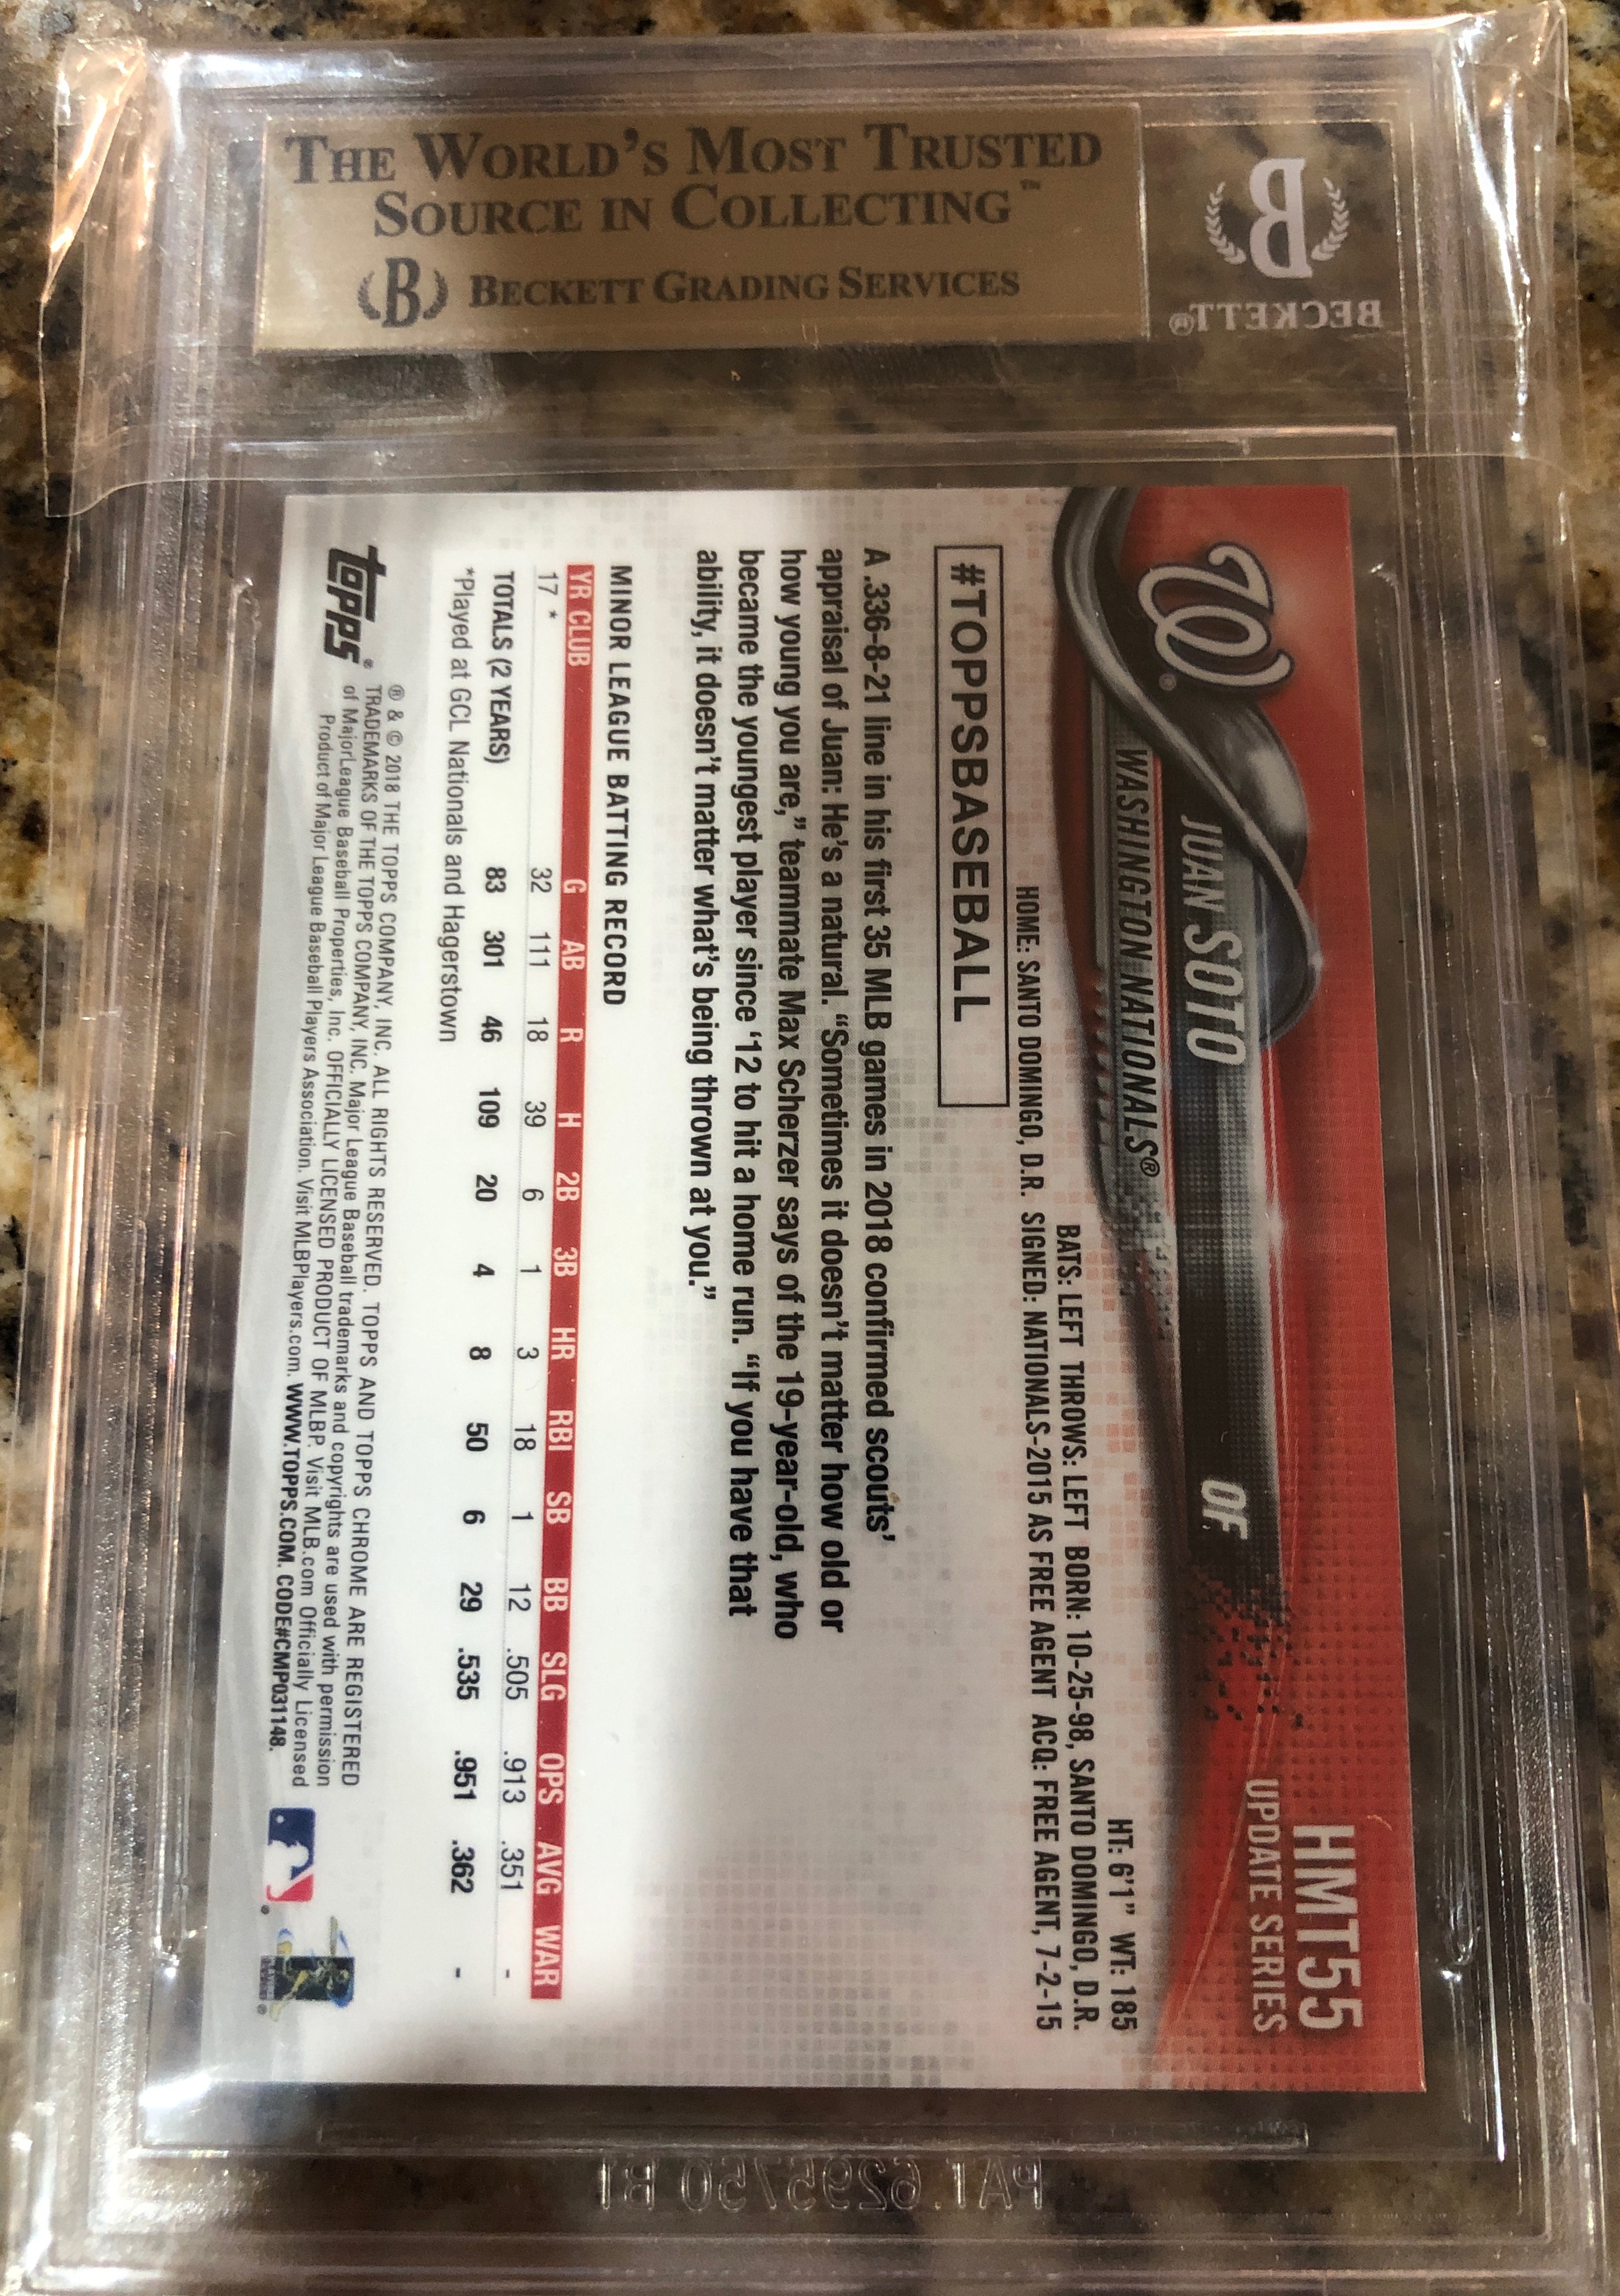 THE WORLD'S MOST TRUSTED
SOURCE IN COLLECTING™
B BECKETT GRADING SERVICES
B
BECKETT®
HMT55
UPDATE SERIES
W®
JUAN SOTO OF
WASHINGTON NATIONALS®
HT: 6'1" WT: 185
BATS: LEFT THROWS: LEFT BORN: 10-25-98, SANTO DOMINGO, D.R.
HOME: SANTO DOMINGO, D.R. SIGNED: NATIONALS-2015 AS FREE AGENT ACQ: FREE AGENT, 7-2-15
#TOPPSBASEBALL
A .336-8-21 line in his first 35 MLB games in 2018 confirmed scouts'
appraisal of Juan: He's a natural. "Sometimes it doesn't matter how old or
how young you are," teammate Max Scherzer says of the 19-year-old, who
became the youngest player since '12 to hit a home run. "If you have that
ability, it doesn't matter what's being thrown at you."
MINOR LEAGUE BATTING RECORD
YR CLUB G AB R H 2B 3B HR RBI SB BB SLG OPS AVG WAR
17 * 32 111 18 39 6 1 3 18 1 12 .505 .913 .351 -
TOTALS (2 YEARS) 83 301 46 109 20 4 8 50 6 29 .535 .951 .362 -
*Played at GCL Nationals and Hagerstown
topps®
® & © 2018 THE TOPPS COMPANY, INC. ALL RIGHTS RESERVED. TOPPS AND TOPPS CHROME ARE REGISTERED
TRADEMARKS OF THE TOPPS COMPANY, INC. Major League Baseball trademarks and copyrights are used with permission
of Major League Baseball Properties, Inc. OFFICIALLY LICENSED PRODUCT OF MLBP. Visit MLB.com Officially Licensed
Product of Major League Baseball Players Association. Visit MLBPlayers.com. WWW.TOPPS.COM. CODE#CMP031148.
PAT. 6295750 B1